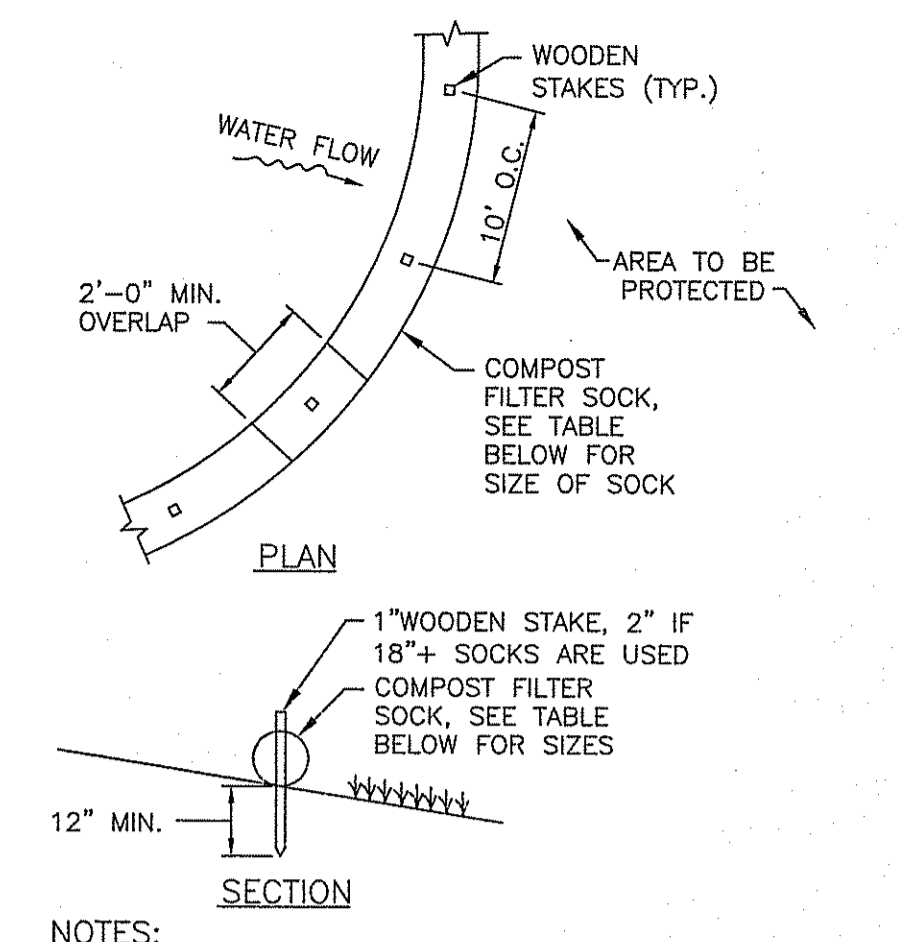 WOODEN
STAKES (TYP.)
WATER FLOW
10' O.C.
AREA TO BE
PROTECTED
2'-0" MIN.
OVERLAP
COMPOST
FILTER SOCK,
SEE TABLE
BELOW FOR
SIZE OF SOCK
PLAN
1"WOODEN STAKE, 2" IF
18"+ SOCKS ARE USED
COMPOST FILTER
SOCK, SEE TABLE
BELOW FOR SIZES
12" MIN.
SECTION
NOTES: